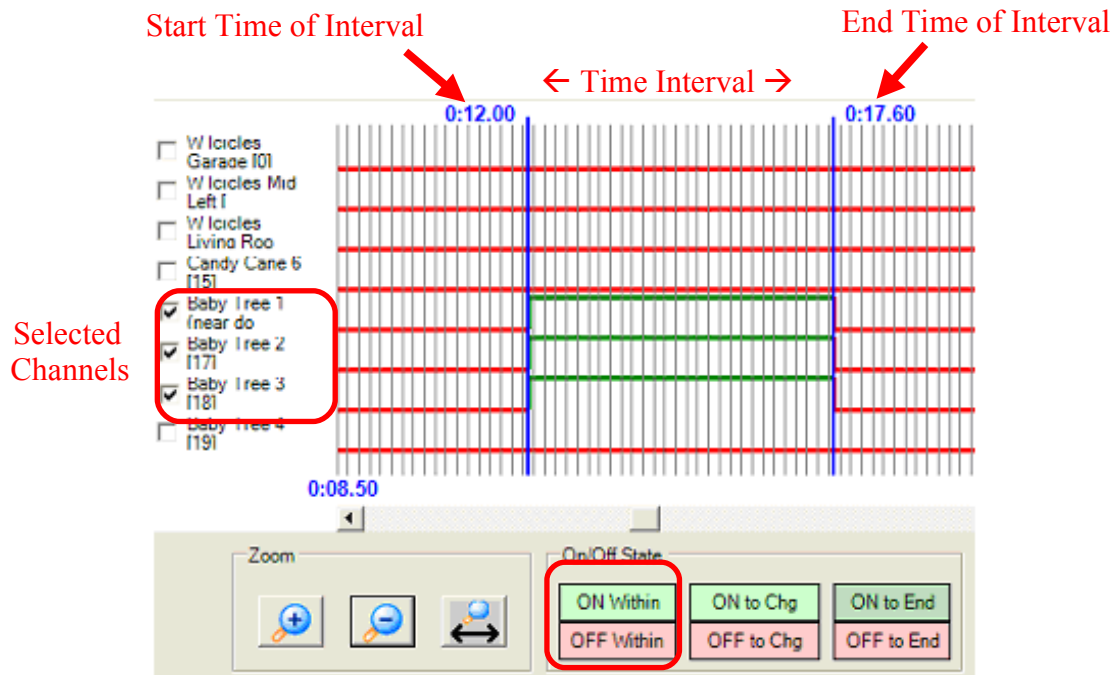 Start Time of Interval
End Time of Interval
← Time Interval →
0:12.00
0:17.60
W Icicles
Garage [0]
W Icicles Mid
Left [
W Icicles
Living Roo
Candy Cane 6
[15]
Selected
Channels
Baby Tree 1
(near do
Baby Tree 2
[17]
Baby Tree 3
[18]
Baby Tree 4
[19]
0:08.50
Zoom
On/Off State
ON Within
ON to Chg
ON to End
OFF Within
OFF to Chg
OFF to End